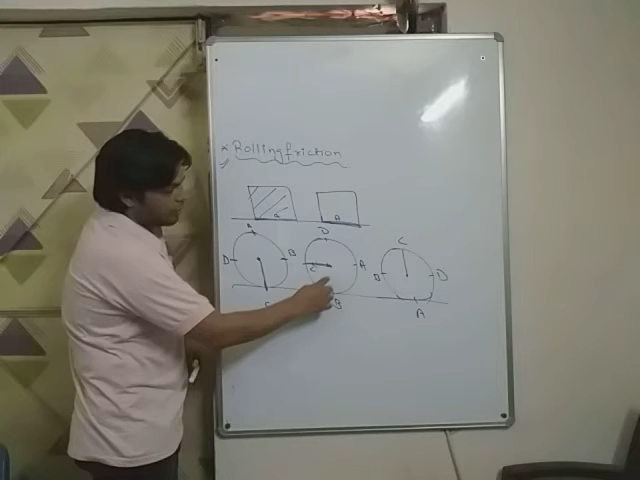 * Rolling friction
A
D
A B D C A C B D
C B A